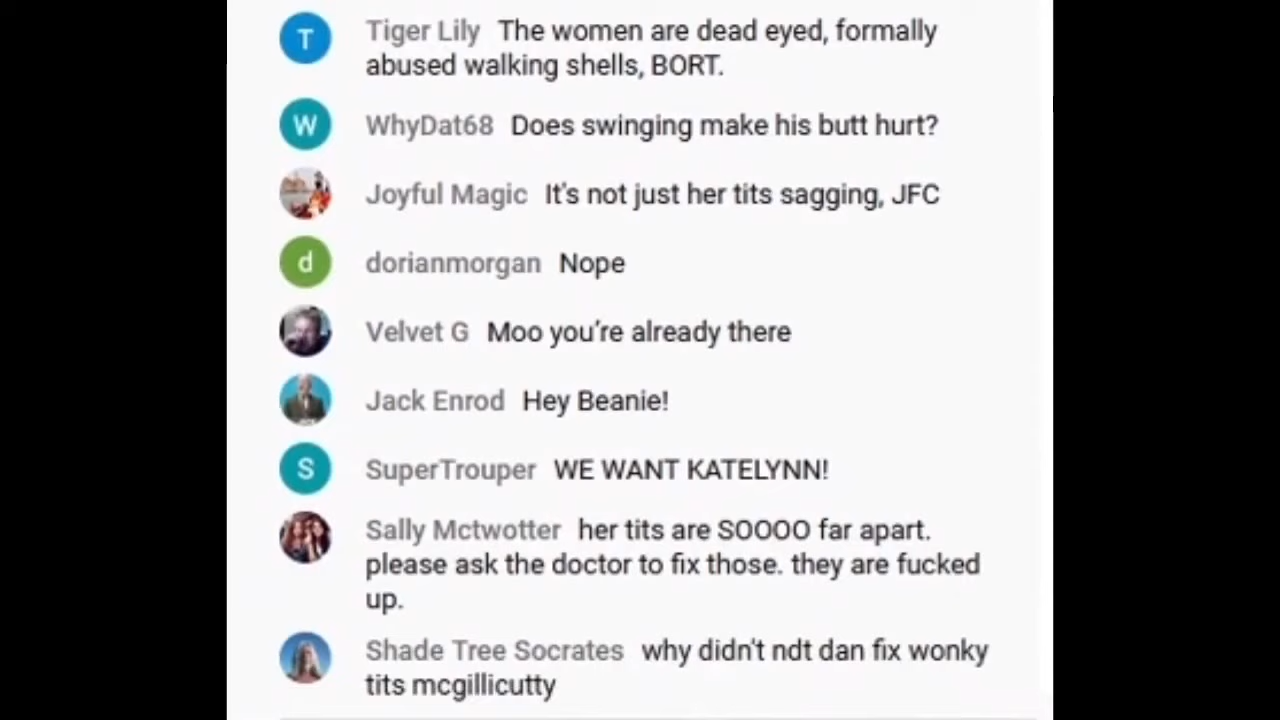 T Tiger Lily The women are dead eyed, formally
abused walking shells, BORT.
W WhyDat68 Does swinging make his butt hurt?
Joyful Magic It's not just her tits sagging, JFC
d dorianmorgan Nope
Velvet G Moo you're already there
Jack Enrod Hey Beanie!
S SuperTrouper WE WANT KATELYNN!
Sally Mctwotter her tits are SOOOO far apart.
please ask the doctor to fix those. they are fucked
up.
Shade Tree Socrates why didn't ndt dan fix wonky
tits mcgillicutty